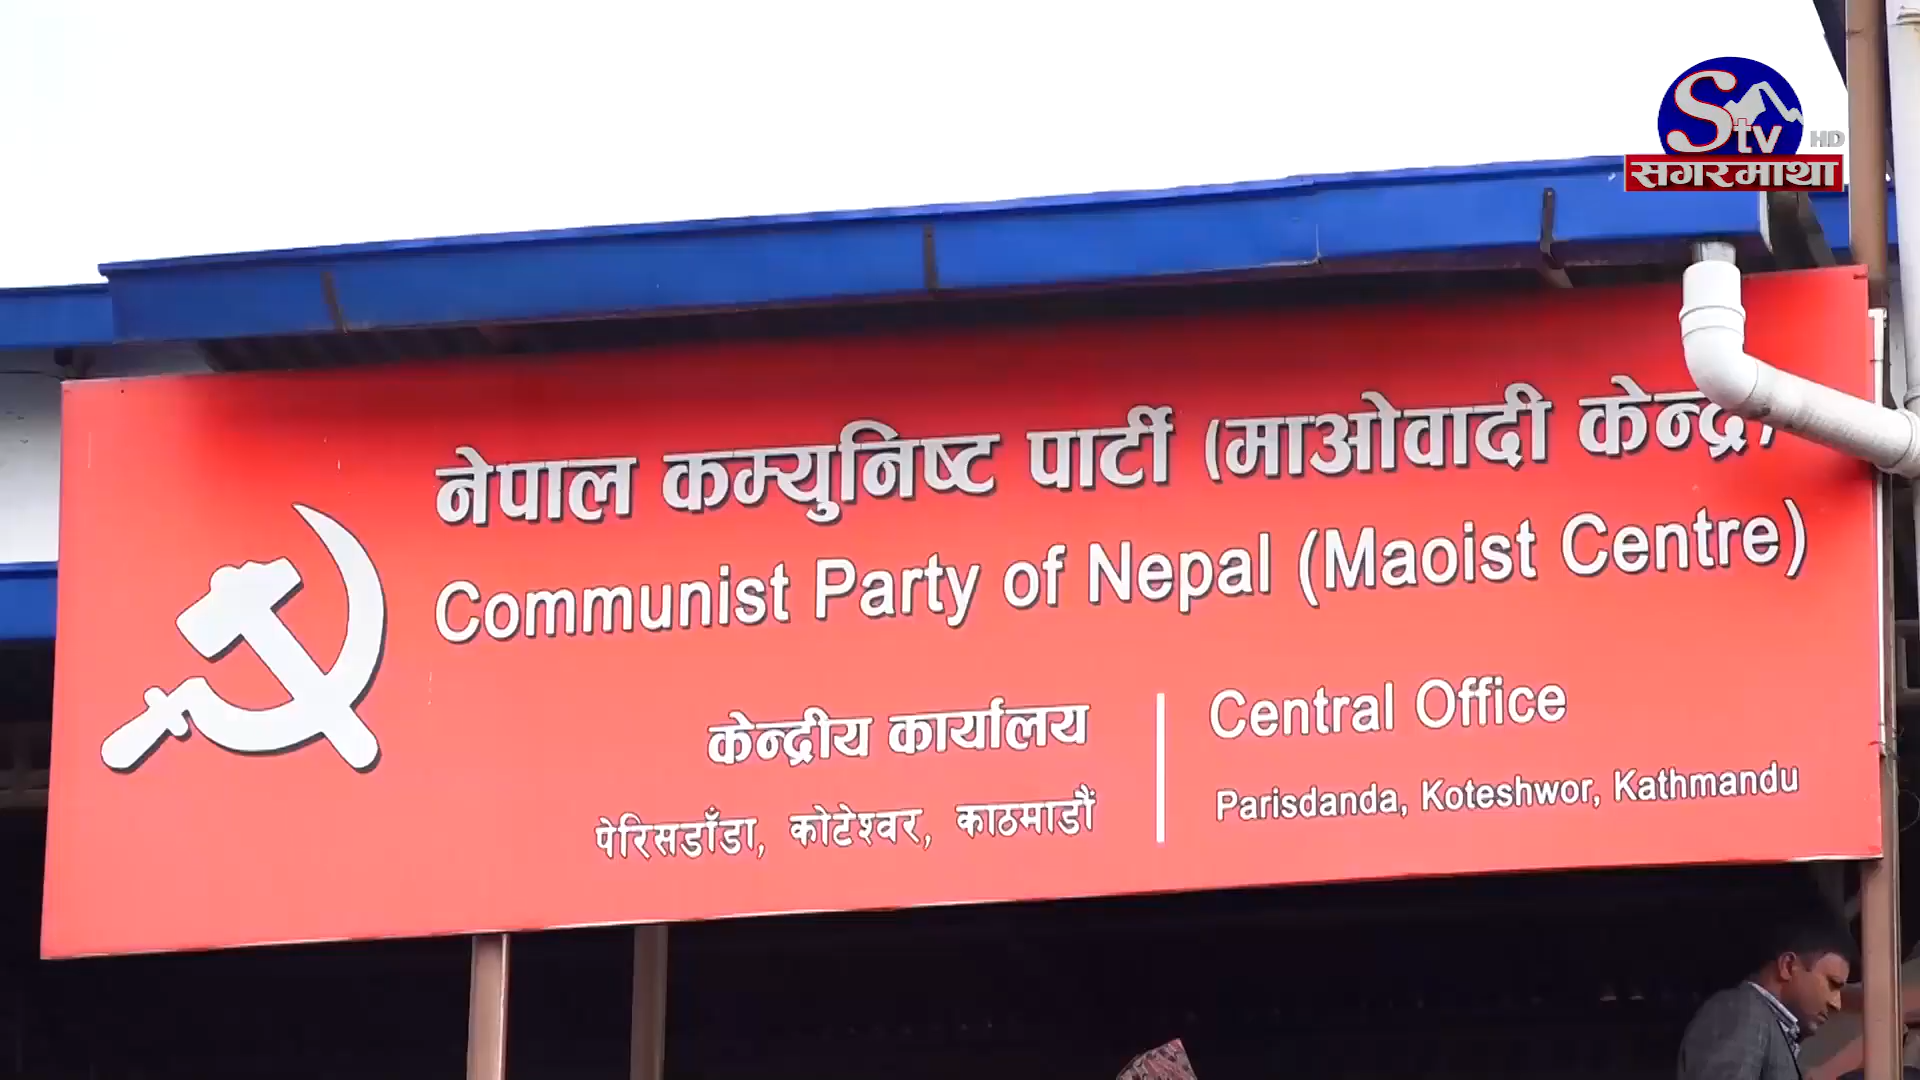 Stv HD
सगरमाथा
नेपाल कम्युनिष्ट पार्टी (माओवादी केन्द्र)
Communist Party of Nepal (Maoist Centre)
केन्द्रीय कार्यालय
पेरिसडाँडा, कोटेश्वर, काठमाडौं
Central Office
Parisdanda, Koteshwor, Kathmandu